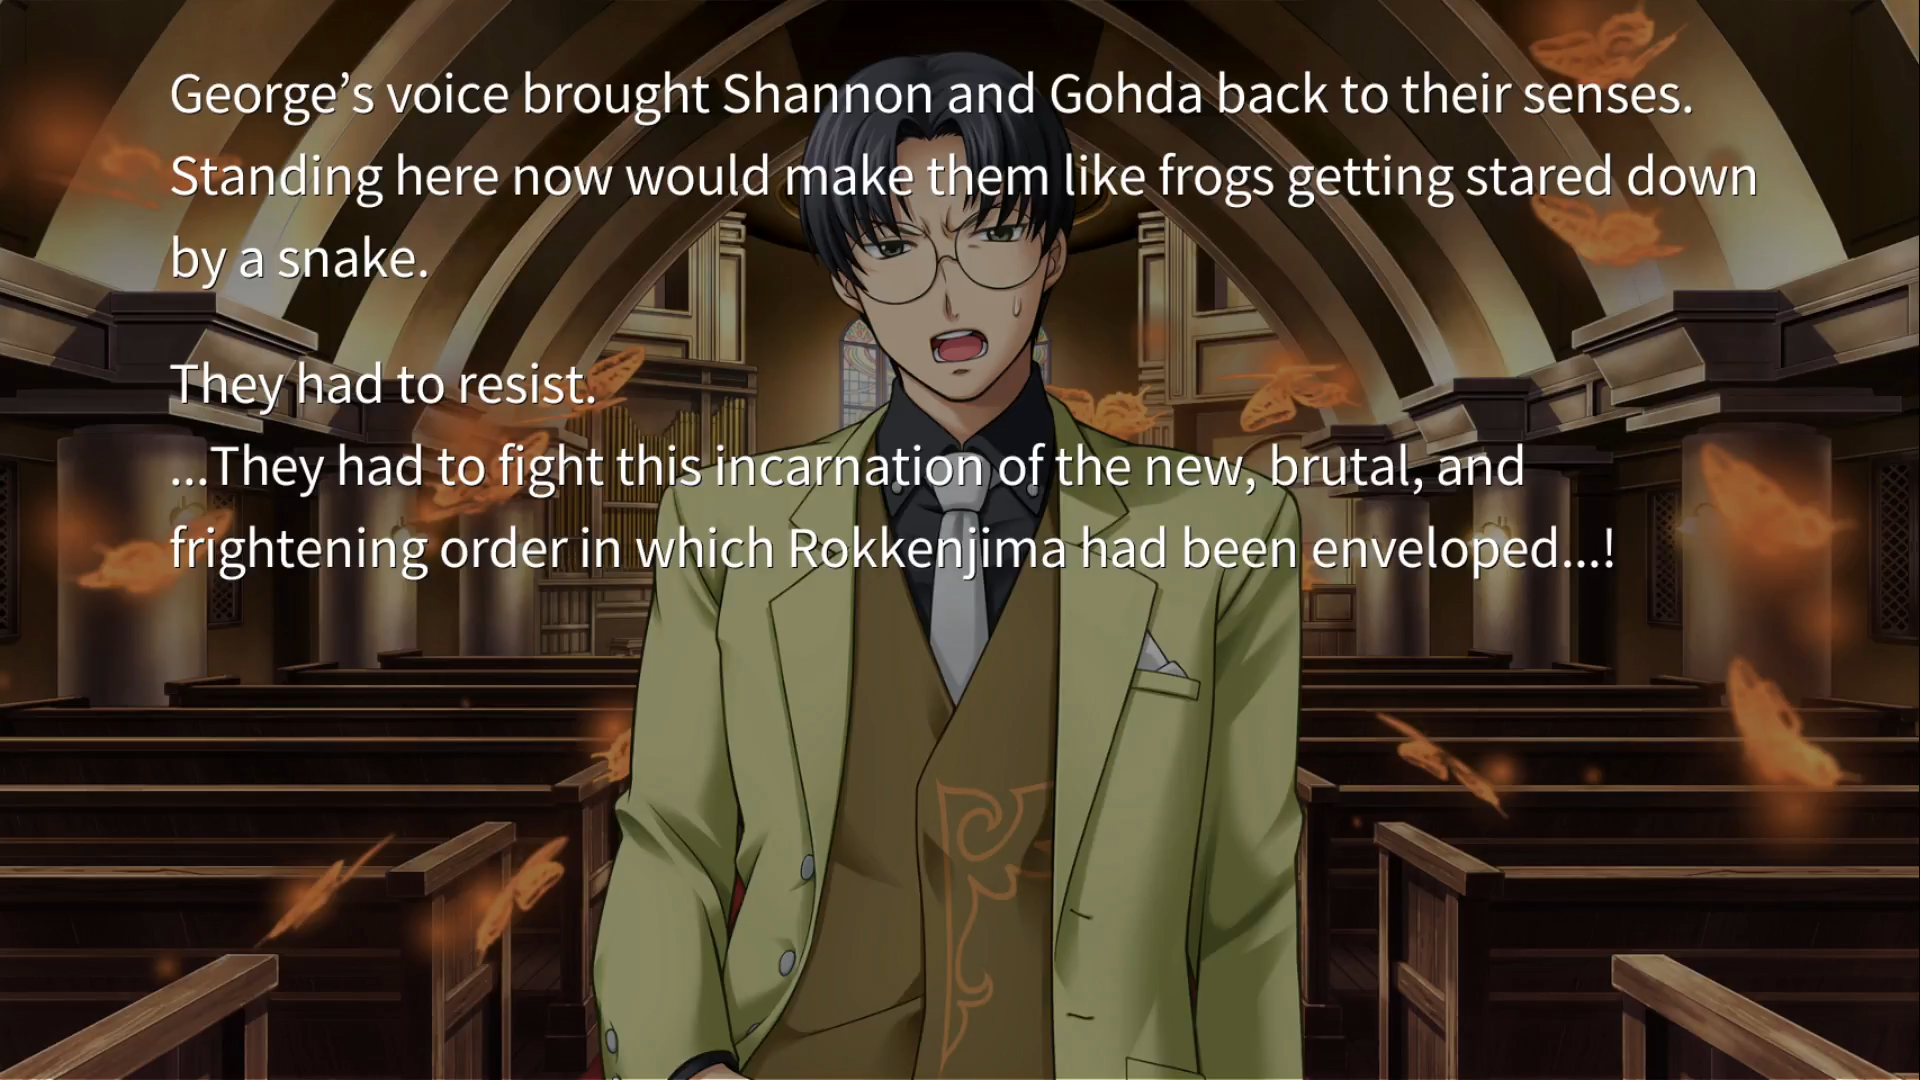 George’s voice brought Shannon and Gohda back to their senses.
Standing here now would make them like frogs getting stared down
by a snake.
They had to resist.
...They had to fight this incarnation of the new, brutal, and
frightening order in which Rokkenjima had been enveloped...!